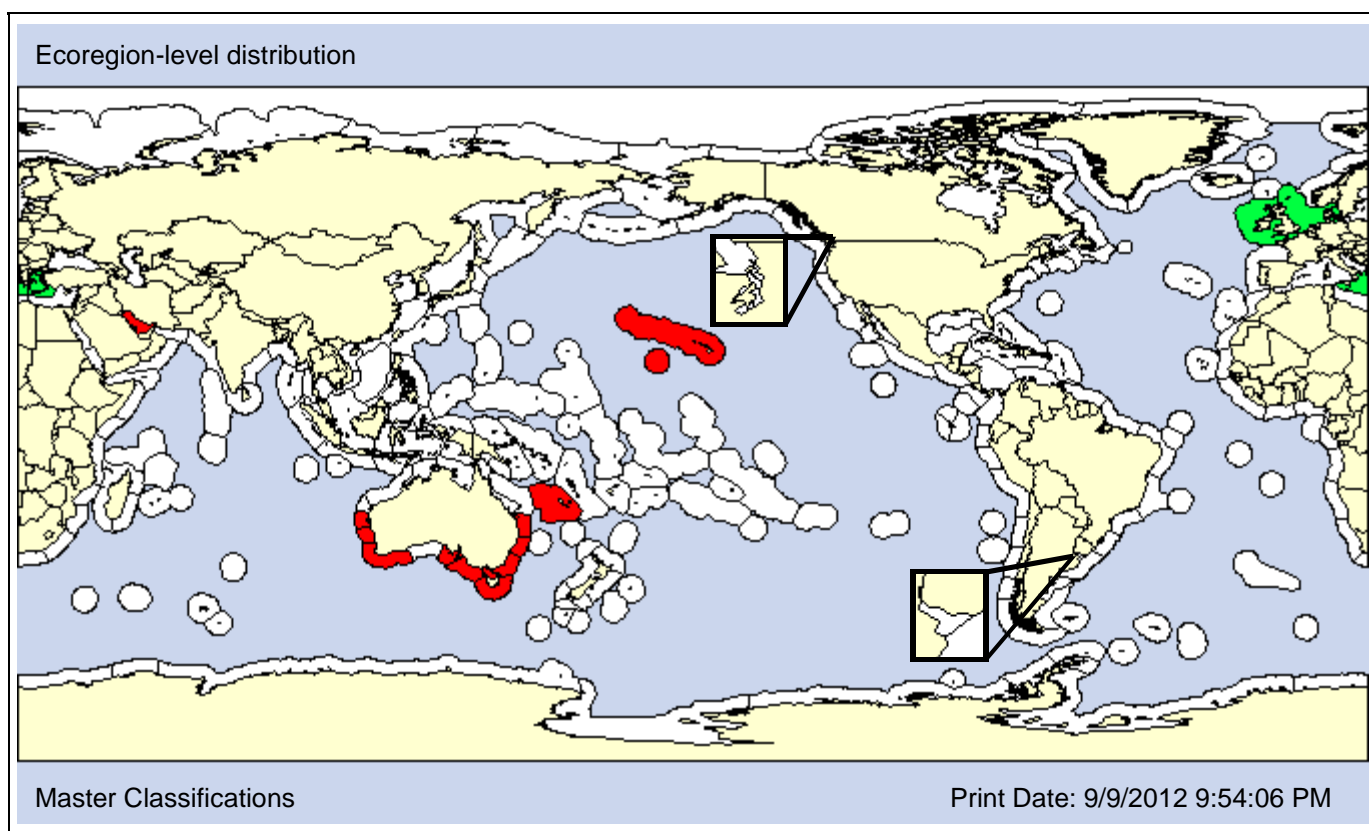 Ecoregion-level distribution
Master Classifications
Print Date: 9/9/2012 9:54:06 PM